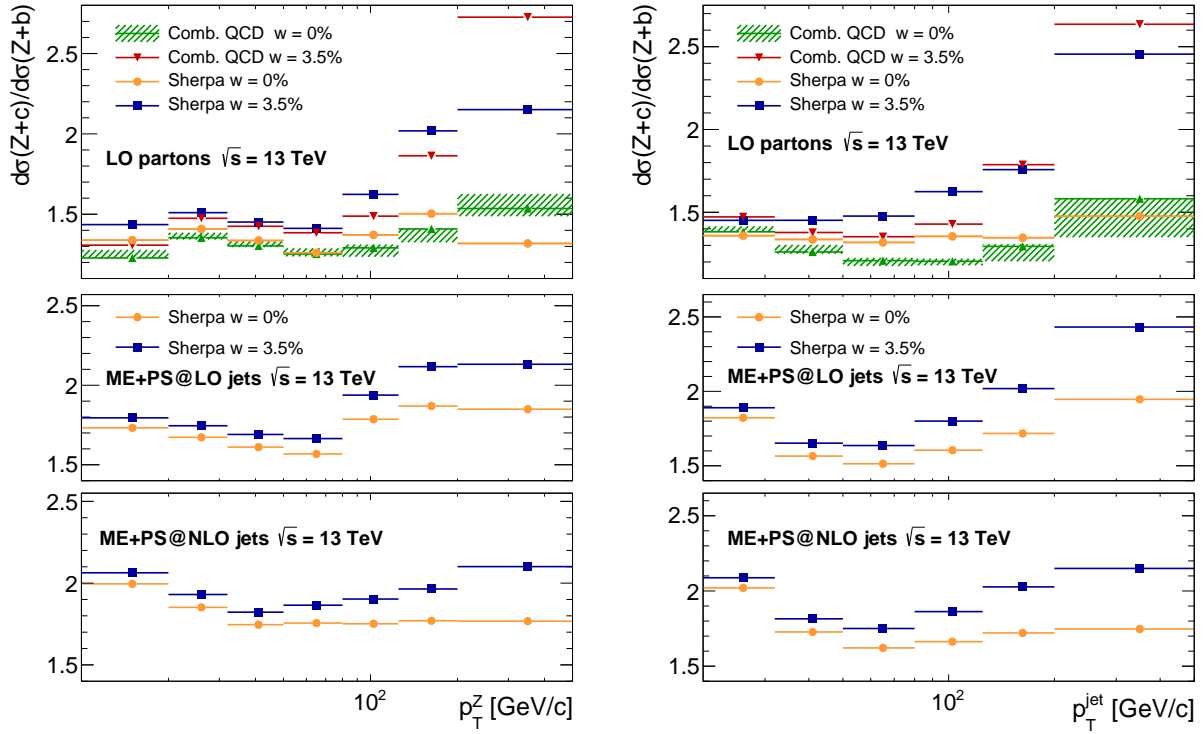 dσ(Z+c)/dσ(Z+b)
Comb. QCD w = 0%
Comb. QCD w = 3.5%
Sherpa w = 0%
Sherpa w = 3.5%
LO partons √s = 13 TeV
2.5
2
1.5
Sherpa w = 0%
Sherpa w = 3.5%
ME+PS@LO jets √s = 13 TeV
2.5
2
1.5
ME+PS@NLO jets √s = 13 TeV
2.5
2
1.5
10²
p_T^Z [GeV/c]
dσ(Z+c)/dσ(Z+b)
Comb. QCD w = 0%
Comb. QCD w = 3.5%
Sherpa w = 0%
Sherpa w = 3.5%
LO partons √s = 13 TeV
2.5
2
1.5
Sherpa w = 0%
Sherpa w = 3.5%
ME+PS@LO jets √s = 13 TeV
2.5
2
1.5
ME+PS@NLO jets √s = 13 TeV
2.5
2
1.5
10²
p_T^jet [GeV/c]